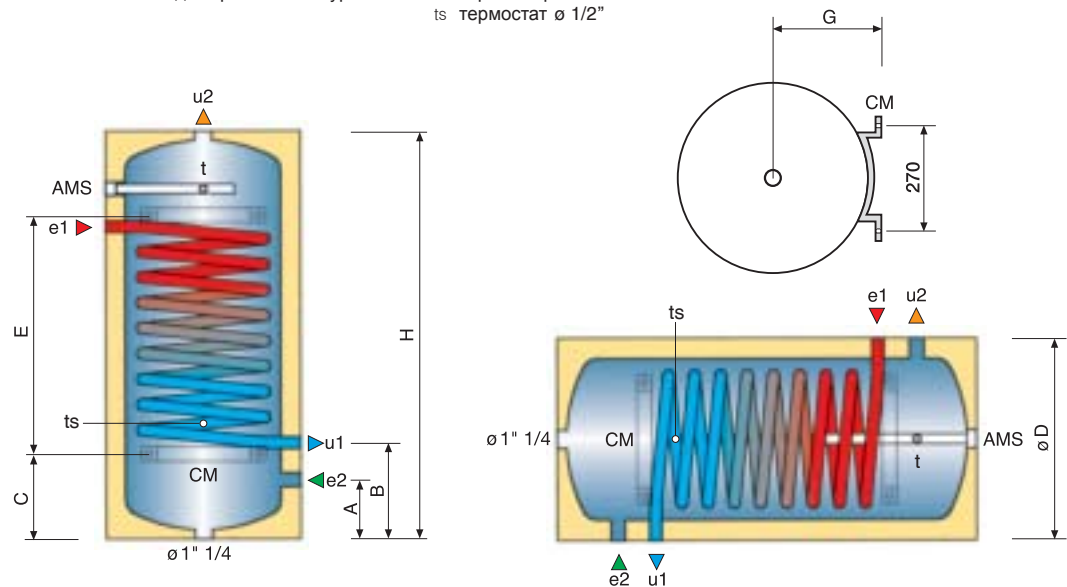 ts термостат ø 1/2”
G
u2
CM
t
AMS
270
e1
e1 u2
ts
E
H
ts
ø 1" 1/4
CM
AMS
øD
u1
t
CM
e2
C
A
B
ø 1" 1/4
e2 u1